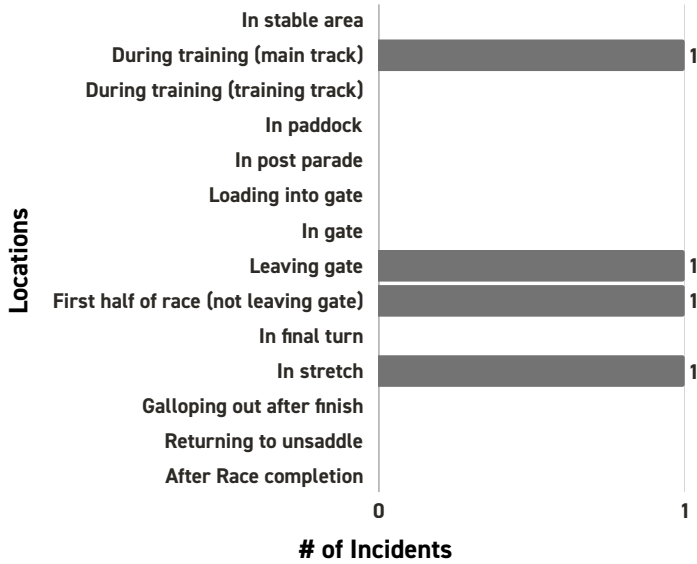 In stable area
During training (main track)
1
During training (training track)
In paddock
In post parade
Loading into gate
In gate
Leaving gate
1
First half of race (not leaving gate)
1
In final turn
In stretch
1
Galloping out after finish
Returning to unsaddle
After Race completion
Locations
0
1
# of Incidents